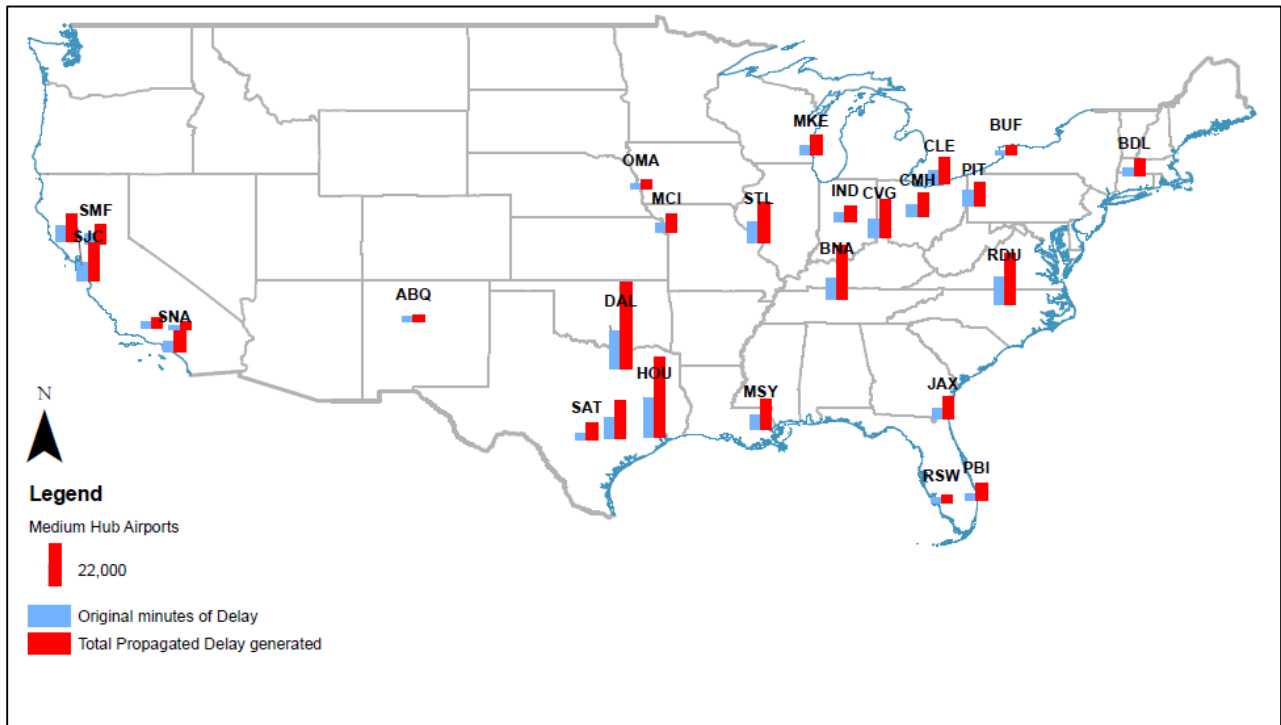 MKE
BUF
CLE
BDL
OMA
PIT
CMH
IND
CVG
MCI
STL
SMF
SJC
BNA
RDU
ABQ
DAL
SNA
HOU
JAX
MSY
SAT
RSW
PBI
N
Legend
Medium Hub Airports
22,000
Original minutes of Delay
Total Propagated Delay generated